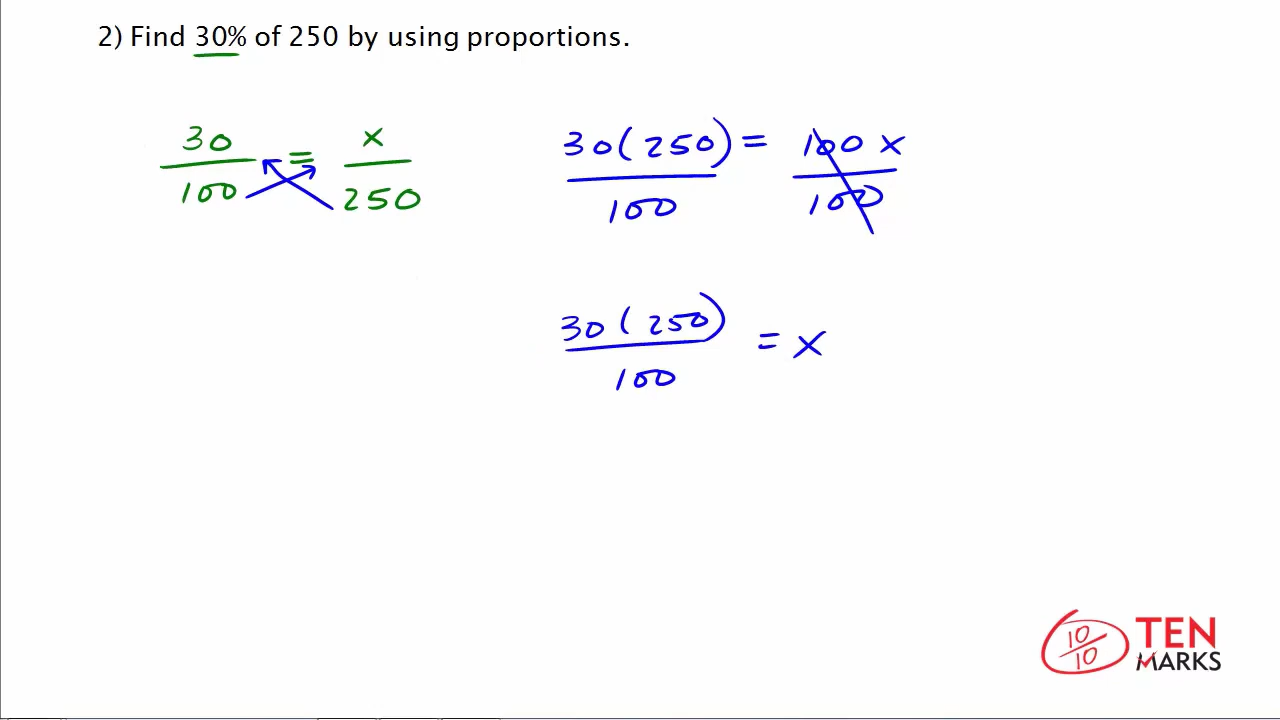 2) Find 30% of 250 by using proportions.
30/100 = x/250
30(250)/100 = 100x/100
30(250)/100 = x
10/10 TEN
MARKS